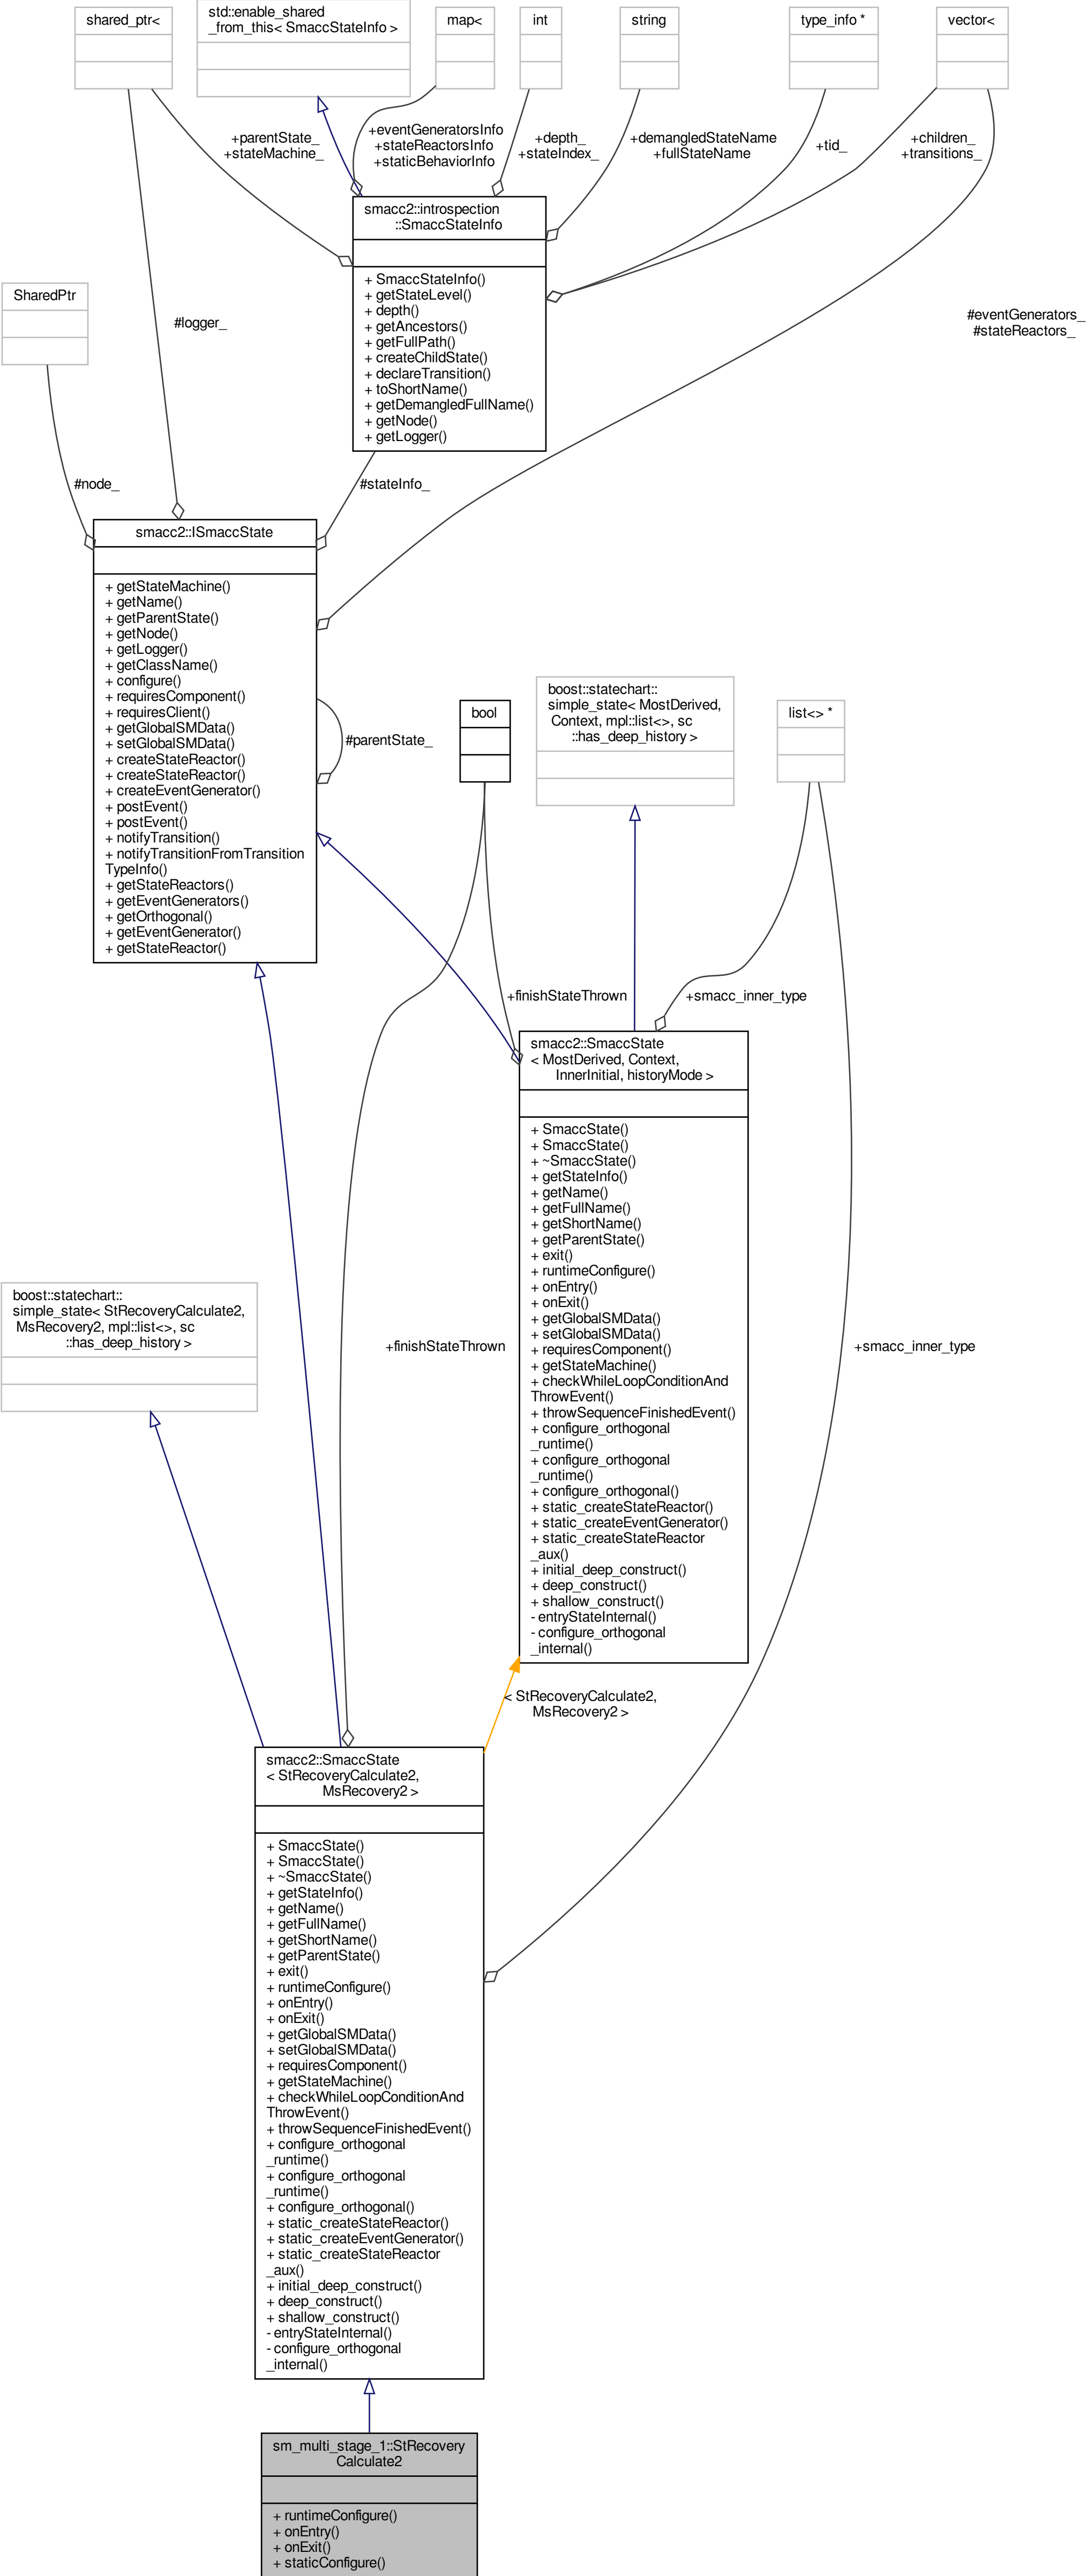 shared_ptr<
std::enable_shared
_from_this< SmaccStateInfo >
map<
int
string
type_info *
vector<
+parentState_
+stateMachine_
+eventGeneratorsInfo
+stateReactorsInfo
+staticBehaviorInfo
+depth_
+stateIndex_
+demangledStateName
+fullStateName
+tid_
+children_
+transitions_
smacc2::introspection
::SmaccStateInfo
+ SmaccStateInfo()
+ getStateLevel()
+ depth()
+ getAncestors()
+ getFullPath()
+ createChildState()
+ declareTransition()
+ toShortName()
+ getDemangledFullName()
+ getNode()
+ getLogger()
SharedPtr
#logger_
#eventGenerators_
#stateReactors_
#node_
#stateInfo_
smacc2::ISmaccState
+ getStateMachine()
+ getName()
+ getParentState()
+ getNode()
+ getLogger()
+ getClassName()
+ configure()
+ requiresComponent()
+ requiresClient()
+ getGlobalSMData()
+ setGlobalSMData()
+ createStateReactor()
+ createStateReactor()
+ createEventGenerator()
+ postEvent()
+ postEvent()
+ notifyTransition()
+ notifyTransitionFromTransition
TypeInfo()
+ getStateReactors()
+ getEventGenerators()
+ getOrthogonal()
+ getEventGenerator()
+ getStateReactor()
#parentState_
bool
boost::statechart::
simple_state< MostDerived,
Context, mpl::list<>, sc
::has_deep_history >
list<> *
+finishStateThrown
+smacc_inner_type
smacc2::SmaccState
< MostDerived, Context,
InnerInitial, historyMode >
+ SmaccState()
+ SmaccState()
+ ~SmaccState()
+ getStateInfo()
+ getName()
+ getFullName()
+ getShortName()
+ getParentState()
+ exit()
+ runtimeConfigure()
+ onEntry()
+ onExit()
+ getGlobalSMData()
+ setGlobalSMData()
+ requiresComponent()
+ getStateMachine()
+ checkWhileLoopConditionAnd
ThrowEvent()
+ throwSequenceFinishedEvent()
+ configure_orthogonal
_runtime()
+ configure_orthogonal
_runtime()
+ configure_orthogonal()
+ static_createStateReactor()
+ static_createEventGenerator()
+ static_createStateReactor
_aux()
+ initial_deep_construct()
+ deep_construct()
+ shallow_construct()
- entryStateInternal()
- configure_orthogonal
_internal()
boost::statechart::
simple_state< StRecoveryCalculate2,
MsRecovery2, mpl::list<>, sc
::has_deep_history >
+finishStateThrown
+smacc_inner_type
< StRecoveryCalculate2,
MsRecovery2 >
smacc2::SmaccState
< StRecoveryCalculate2,
MsRecovery2 >
+ SmaccState()
+ SmaccState()
+ ~SmaccState()
+ getStateInfo()
+ getName()
+ getFullName()
+ getShortName()
+ getParentState()
+ exit()
+ runtimeConfigure()
+ onEntry()
+ onExit()
+ getGlobalSMData()
+ setGlobalSMData()
+ requiresComponent()
+ getStateMachine()
+ checkWhileLoopConditionAnd
ThrowEvent()
+ throwSequenceFinishedEvent()
+ configure_orthogonal
_runtime()
+ configure_orthogonal
_runtime()
+ configure_orthogonal()
+ static_createStateReactor()
+ static_createEventGenerator()
+ static_createStateReactor
_aux()
+ initial_deep_construct()
+ deep_construct()
+ shallow_construct()
- entryStateInternal()
- configure_orthogonal
_internal()
sm_multi_stage_1::StRecovery
Calculate2
+ runtimeConfigure()
+ onEntry()
+ onExit()
+ staticConfigure()